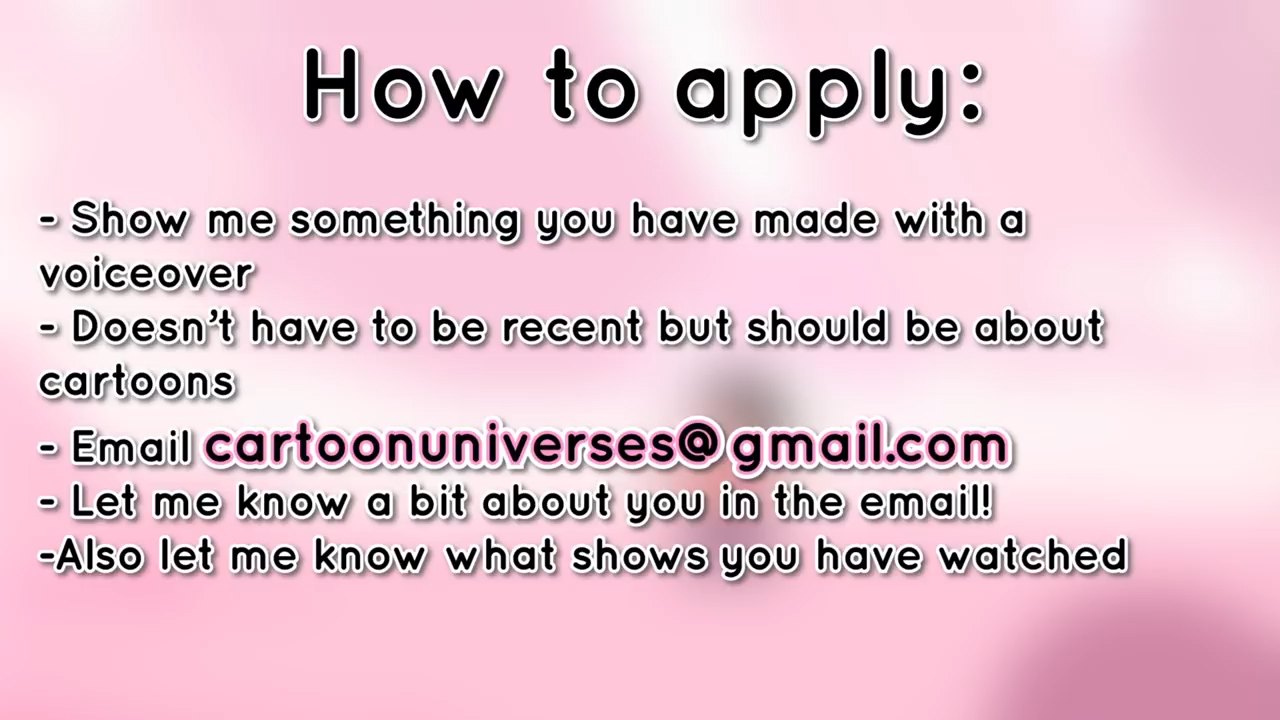 How to apply:
- Show me something you have made with a
voiceover
- Doesn't have to be recent but should be about
cartoons
- Email cartoonuniverses@gmail.com
- Let me know a bit about you in the email!
-Also let me know what shows you have watched